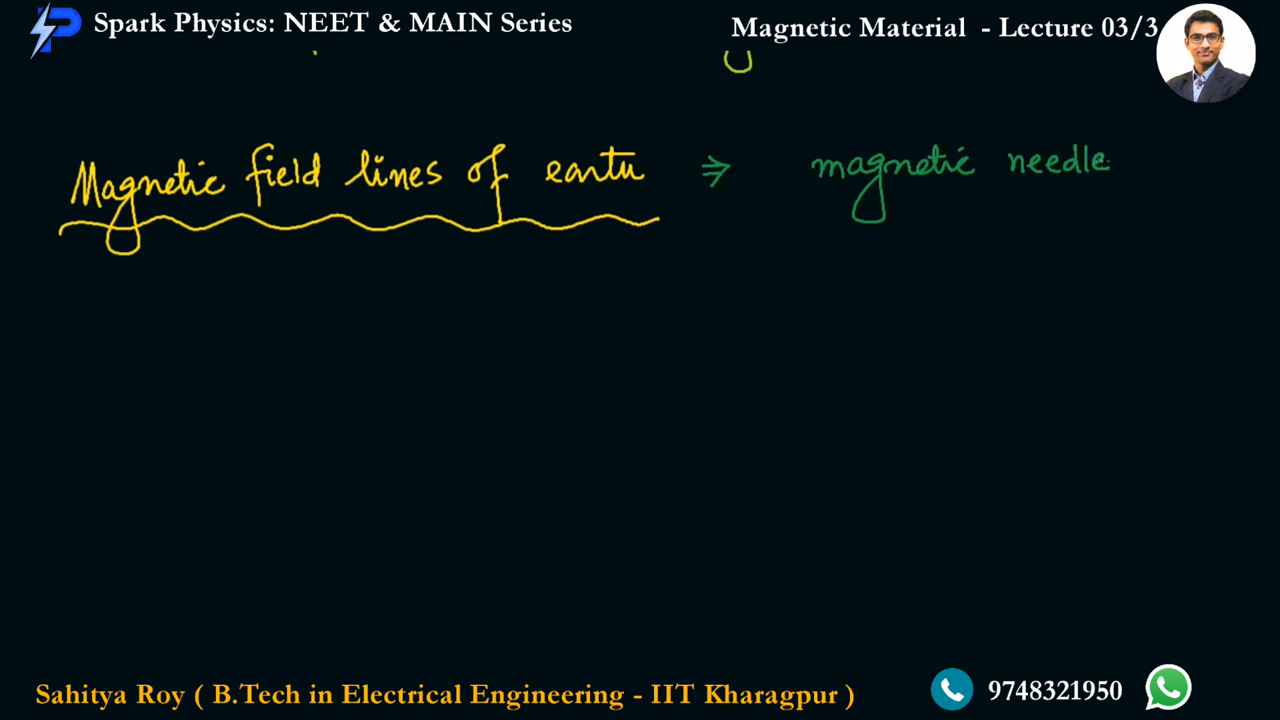 Spark Physics: NEET & MAIN Series
Magnetic Material - Lecture 03/3
Magnetic field lines of earth ⇒ magnetic needle
Sahitya Roy ( B.Tech in Electrical Engineering - IIT Kharagpur )
9748321950